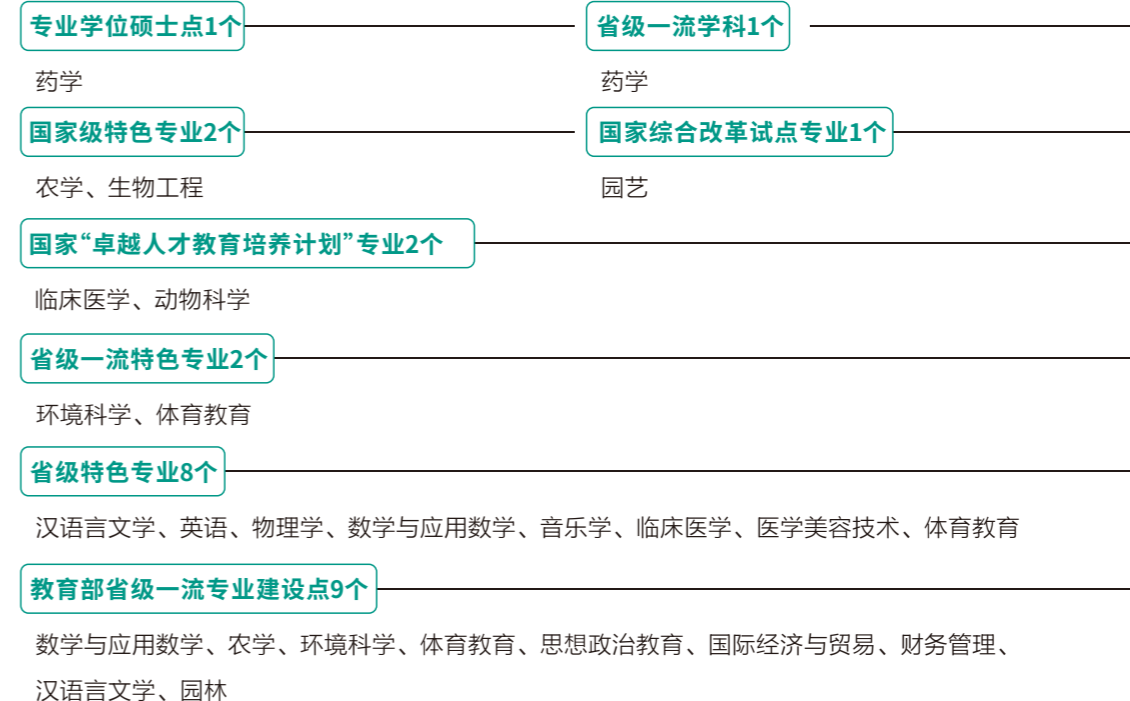 专业学位硕士点1个
省级一流学科1个
药学
药学
国家级特色专业2个
国家综合改革试点专业1个
农学、生物工程
园艺
国家“卓越人才教育培养计划”专业2个
临床医学、动物科学
省级一流特色专业2个
环境科学、体育教育
省级特色专业8个
汉语言文学、英语、物理学、数学与应用数学、音乐学、临床医学、医学美容技术、体育教育
教育部省级一流专业建设点9个
数学与应用数学、农学、环境科学、体育教育、思想政治教育、国际经济与贸易、财务管理、
汉语言文学、园林